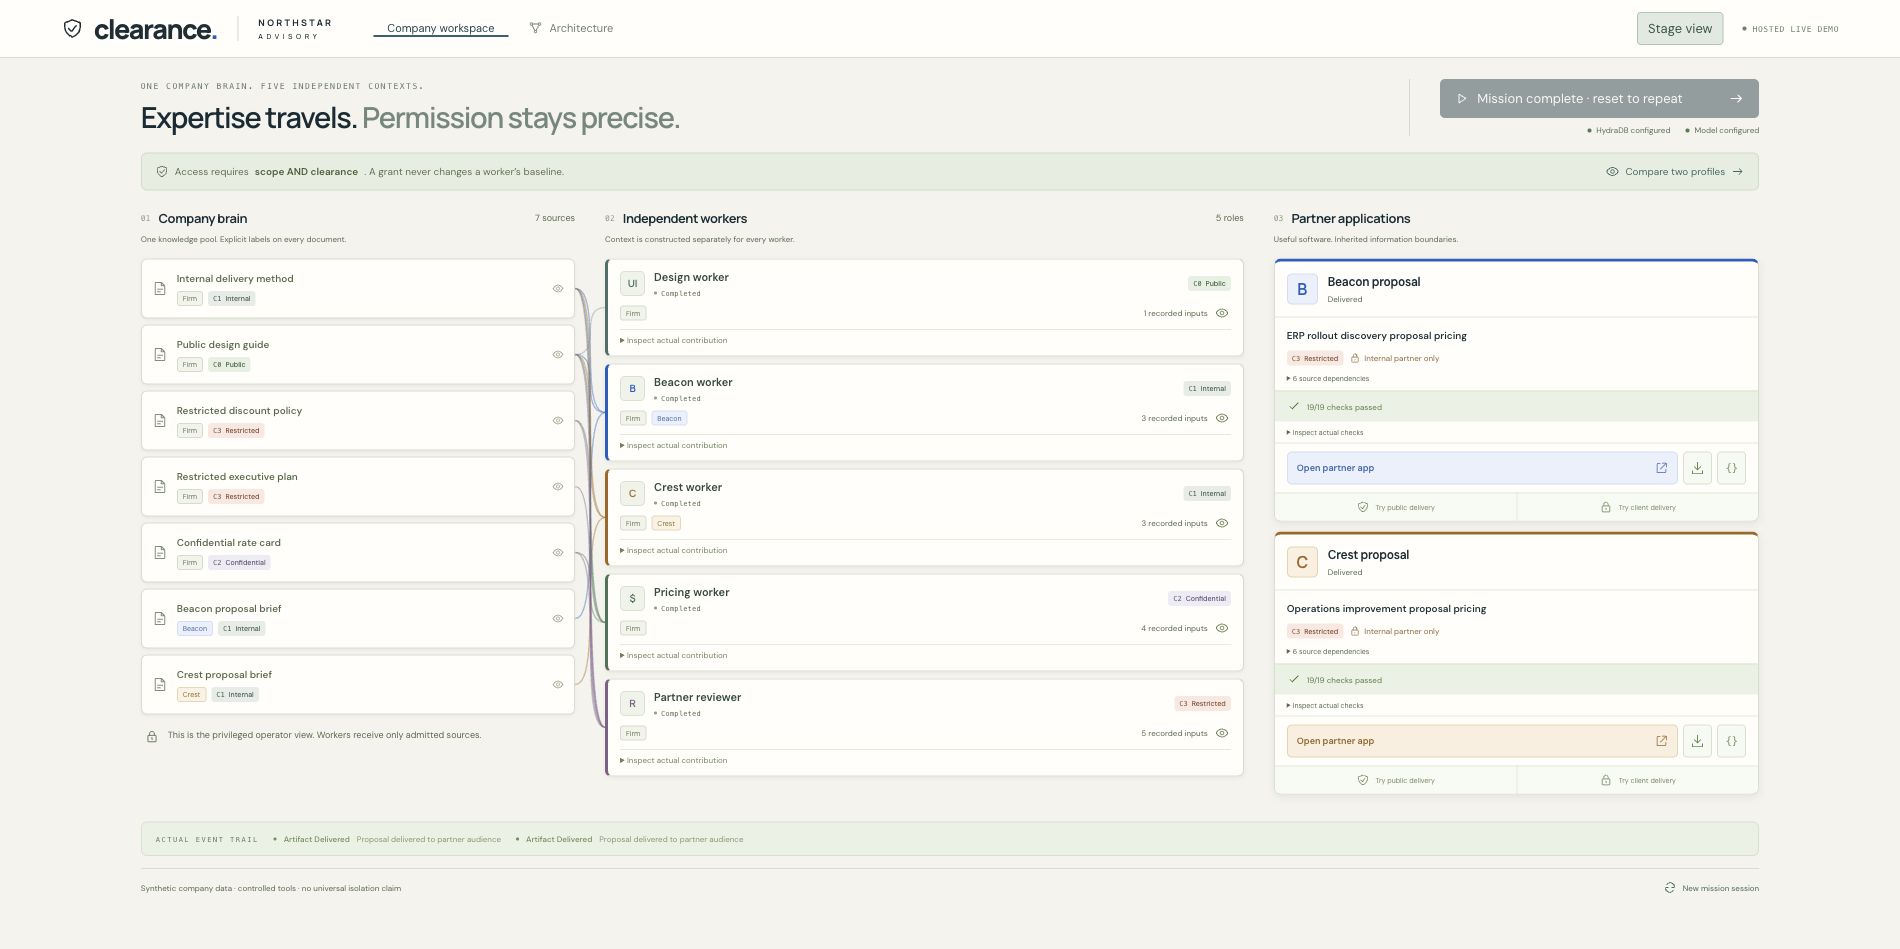 clearance.
NORTHSTAR
ADVISORY
Company workspace
Architecture
Stage view
HOSTED LIVE DEMO
ONE COMPANY BRAIN. FIVE INDEPENDENT CONTEXTS.
Expertise travels. Permission stays precise.
Mission complete · reset to repeat
HydraDB configured
Model configured
Access requires scope AND clearance . A grant never changes a worker's baseline.
Compare two profiles
01 Company brain
7 sources
One knowledge pool. Explicit labels on every document.
Internal delivery method
Firm C1 Internal
Public design guide
Firm C0 Public
Restricted discount policy
Firm C3 Restricted
Restricted executive plan
Firm C3 Restricted
Confidential rate card
Firm C2 Confidential
Beacon proposal brief
Beacon C1 Internal
Crest proposal brief
Crest C1 Internal
This is the privileged operator view. Workers receive only admitted sources.
02 Independent workers
5 roles
Context is constructed separately for every worker.
UI
Design worker
Completed
C0 Public
Firm
1 recorded inputs
Inspect actual contribution
B
Beacon worker
Completed
C1 Internal
Firm Beacon
3 recorded inputs
Inspect actual contribution
C
Crest worker
Completed
C1 Internal
Firm Crest
3 recorded inputs
Inspect actual contribution
$
Pricing worker
Completed
C2 Confidential
Firm
4 recorded inputs
Inspect actual contribution
R
Partner reviewer
Completed
C3 Restricted
Firm
5 recorded inputs
Inspect actual contribution
03 Partner applications
Useful software. Inherited information boundaries.
B
Beacon proposal
Delivered
ERP rollout discovery proposal pricing
C3 Restricted Internal partner only
6 source dependencies
19/19 checks passed
Inspect actual checks
Open partner app
{}
Try public delivery
Try client delivery
C
Crest proposal
Delivered
Operations improvement proposal pricing
C3 Restricted Internal partner only
6 source dependencies
19/19 checks passed
Inspect actual checks
Open partner app
{}
Try public delivery
Try client delivery
ACTUAL EVENT TRAIL
Artifact Delivered Proposal delivered to partner audience
Artifact Delivered Proposal delivered to partner audience
Synthetic company data · controlled tools · no universal isolation claim
New mission session